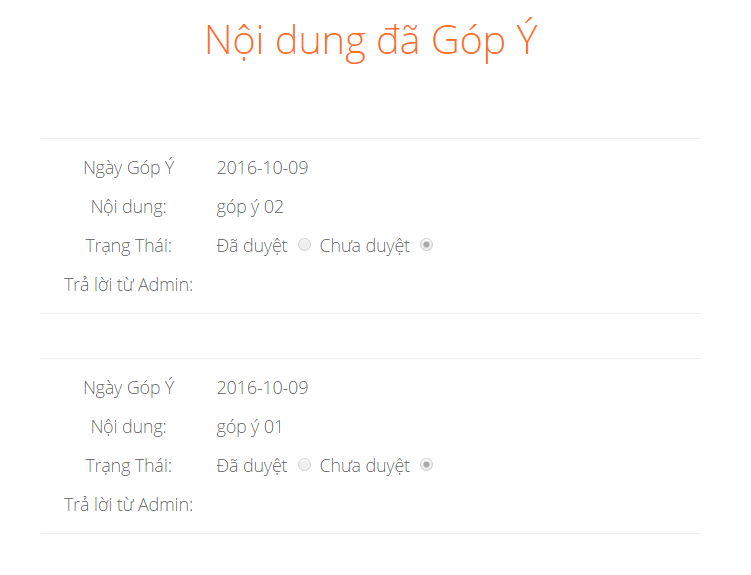 Nội dung đã Góp Ý
Ngày Góp Ý 2016-10-09
Nội dung: góp ý 02
Trạng Thái: Đã duyệt Chưa duyệt
Trả lời từ Admin:
Ngày Góp Ý 2016-10-09
Nội dung: góp ý 01
Trạng Thái: Đã duyệt Chưa duyệt
Trả lời từ Admin: